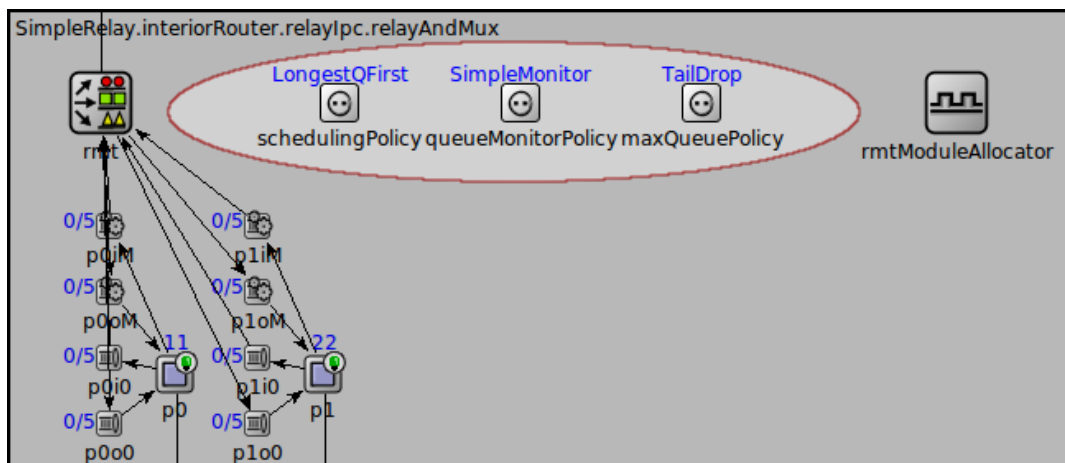 SimpleRelay.interiorRouter.relayIpc.relayAndMux
LongestQFirst SimpleMonitor TailDrop
schedulingPolicy queueMonitorPolicy maxQueuePolicy
rmt rmtModuleAllocator
0/5 0/5
p0iM p1iM
0/5 0/5
p0oM p1oM
11 22
0/5 0/5
p0i0 p1i0
p0 p1
0/5 0/5
p0o0 p1o0